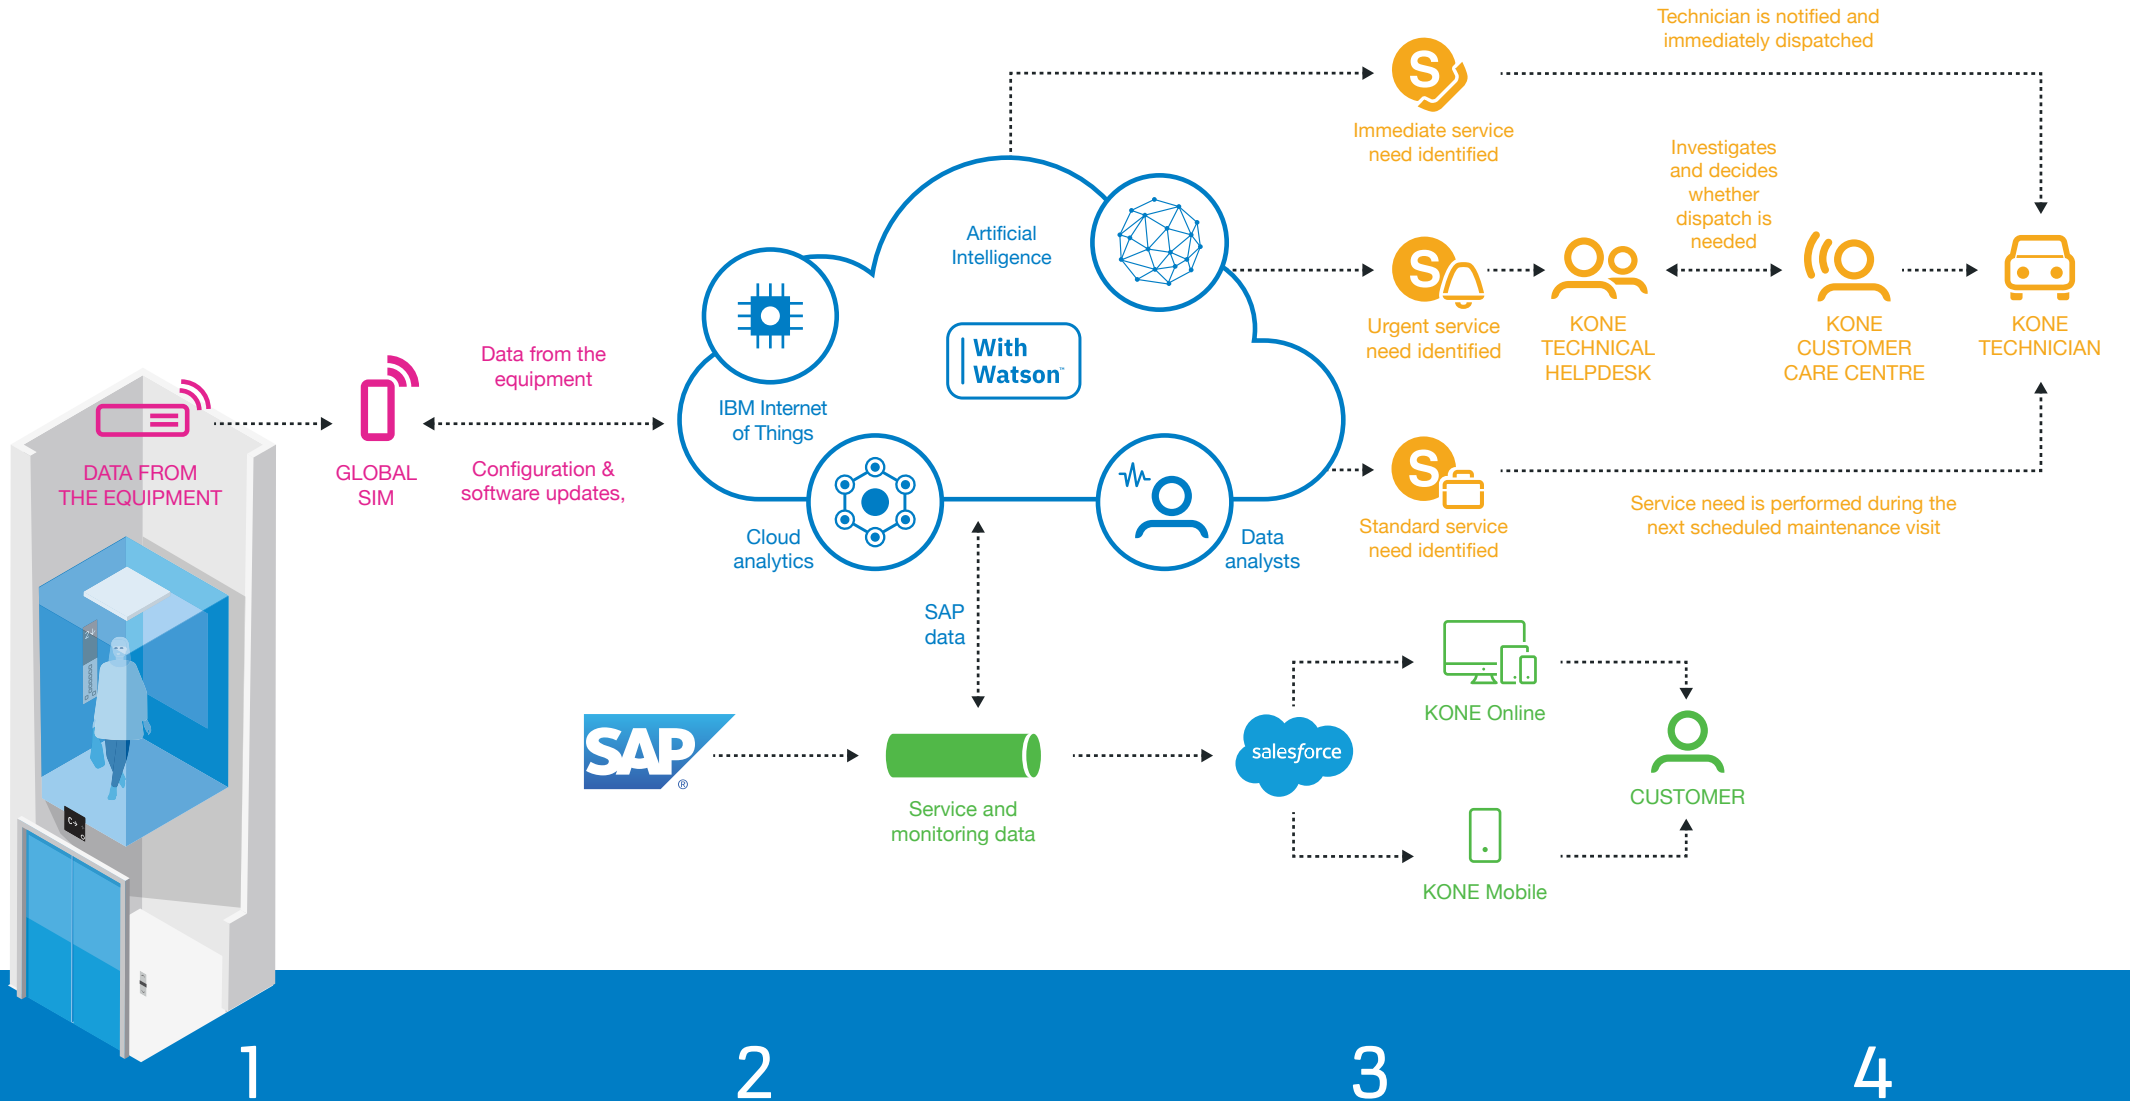 Technician is notified and
immediately dispatched
S
Immediate service
need identified
Investigates
and decides
whether
dispatch is
needed
Artificial
Intelligence
S
Urgent service
need identified
KONE
TECHNICAL
HELPDESK
KONE
CUSTOMER
CARE CENTRE
KONE
TECHNICIAN
With
Watson™
Data from the
equipment
IBM Internet
of Things
DATA FROM
THE EQUIPMENT
GLOBAL
SIM
Configuration &
software updates,
Cloud
analytics
Data
analysts
S
Standard service
need identified
Service need is performed during the
next scheduled maintenance visit
SAP
data
SAP®
Service and
monitoring data
salesforce
KONE Online
KONE Mobile
CUSTOMER
1
2
3
4